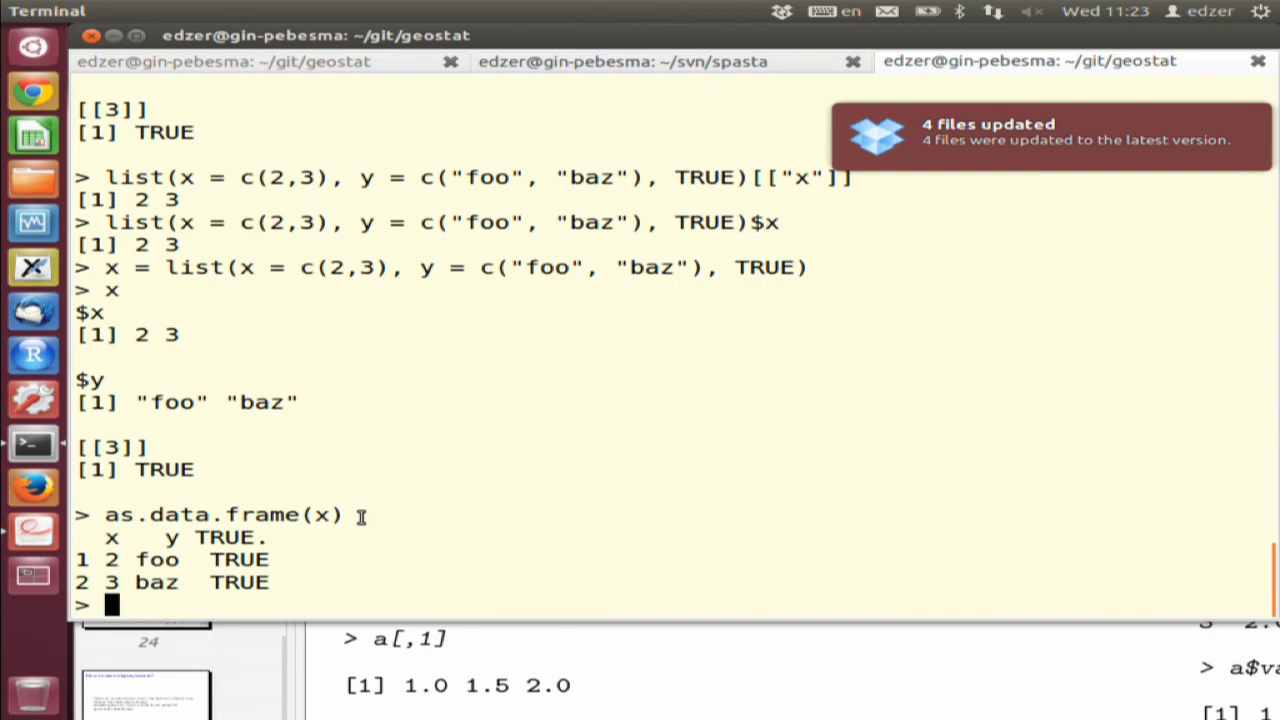 Terminal
en
Wed 11:23
edzer
edzer@gin-pebesma: ~/git/geostat
edzer@gin-pebesma: ~/git/geostat
edzer@gin-pebesma: ~/svn/spasta
edzer@gin-pebesma: ~/git/geostat
[[3]]
[1] TRUE
4 files updated
4 files were updated to the latest version.
> list(x = c(2,3), y = c("foo", "baz"), TRUE)[["x"]]
[1] 2 3
> list(x = c(2,3), y = c("foo", "baz"), TRUE)$x
[1] 2 3
> x = list(x = c(2,3), y = c("foo", "baz"), TRUE)
> x
$x
[1] 2 3
$y
[1] "foo" "baz"
[[3]]
[1] TRUE
> as.data.frame(x)
x y TRUE.
1 2 foo TRUE
2 3 baz TRUE
>
24
> a[,1]
[1] 1.0 1.5 2.0
> a$va
[1] 1